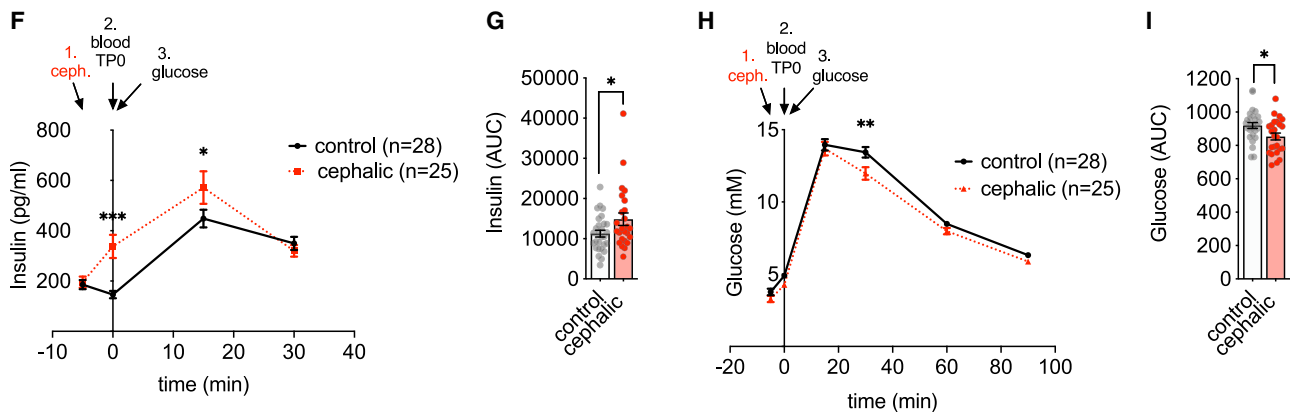 F
1.
ceph.
2.
blood
TP0
3.
glucose
Insulin (pg/ml)
800
600
400
200
0
***
*
control (n=28)
cephalic (n=25)
-10
0
10
20
30
40
time (min)
G
Insulin (AUC)
50000
40000
30000
20000
10000
0
*
control
cephalic
H
1.
ceph.
2.
blood
TP0
3.
glucose
Glucose (mM)
15
10
5
**
control (n=28)
cephalic (n=25)
-20
0
20
40
60
80
100
time (min)
I
Glucose (AUC)
1200
1000
800
600
400
200
0
*
control
cephalic